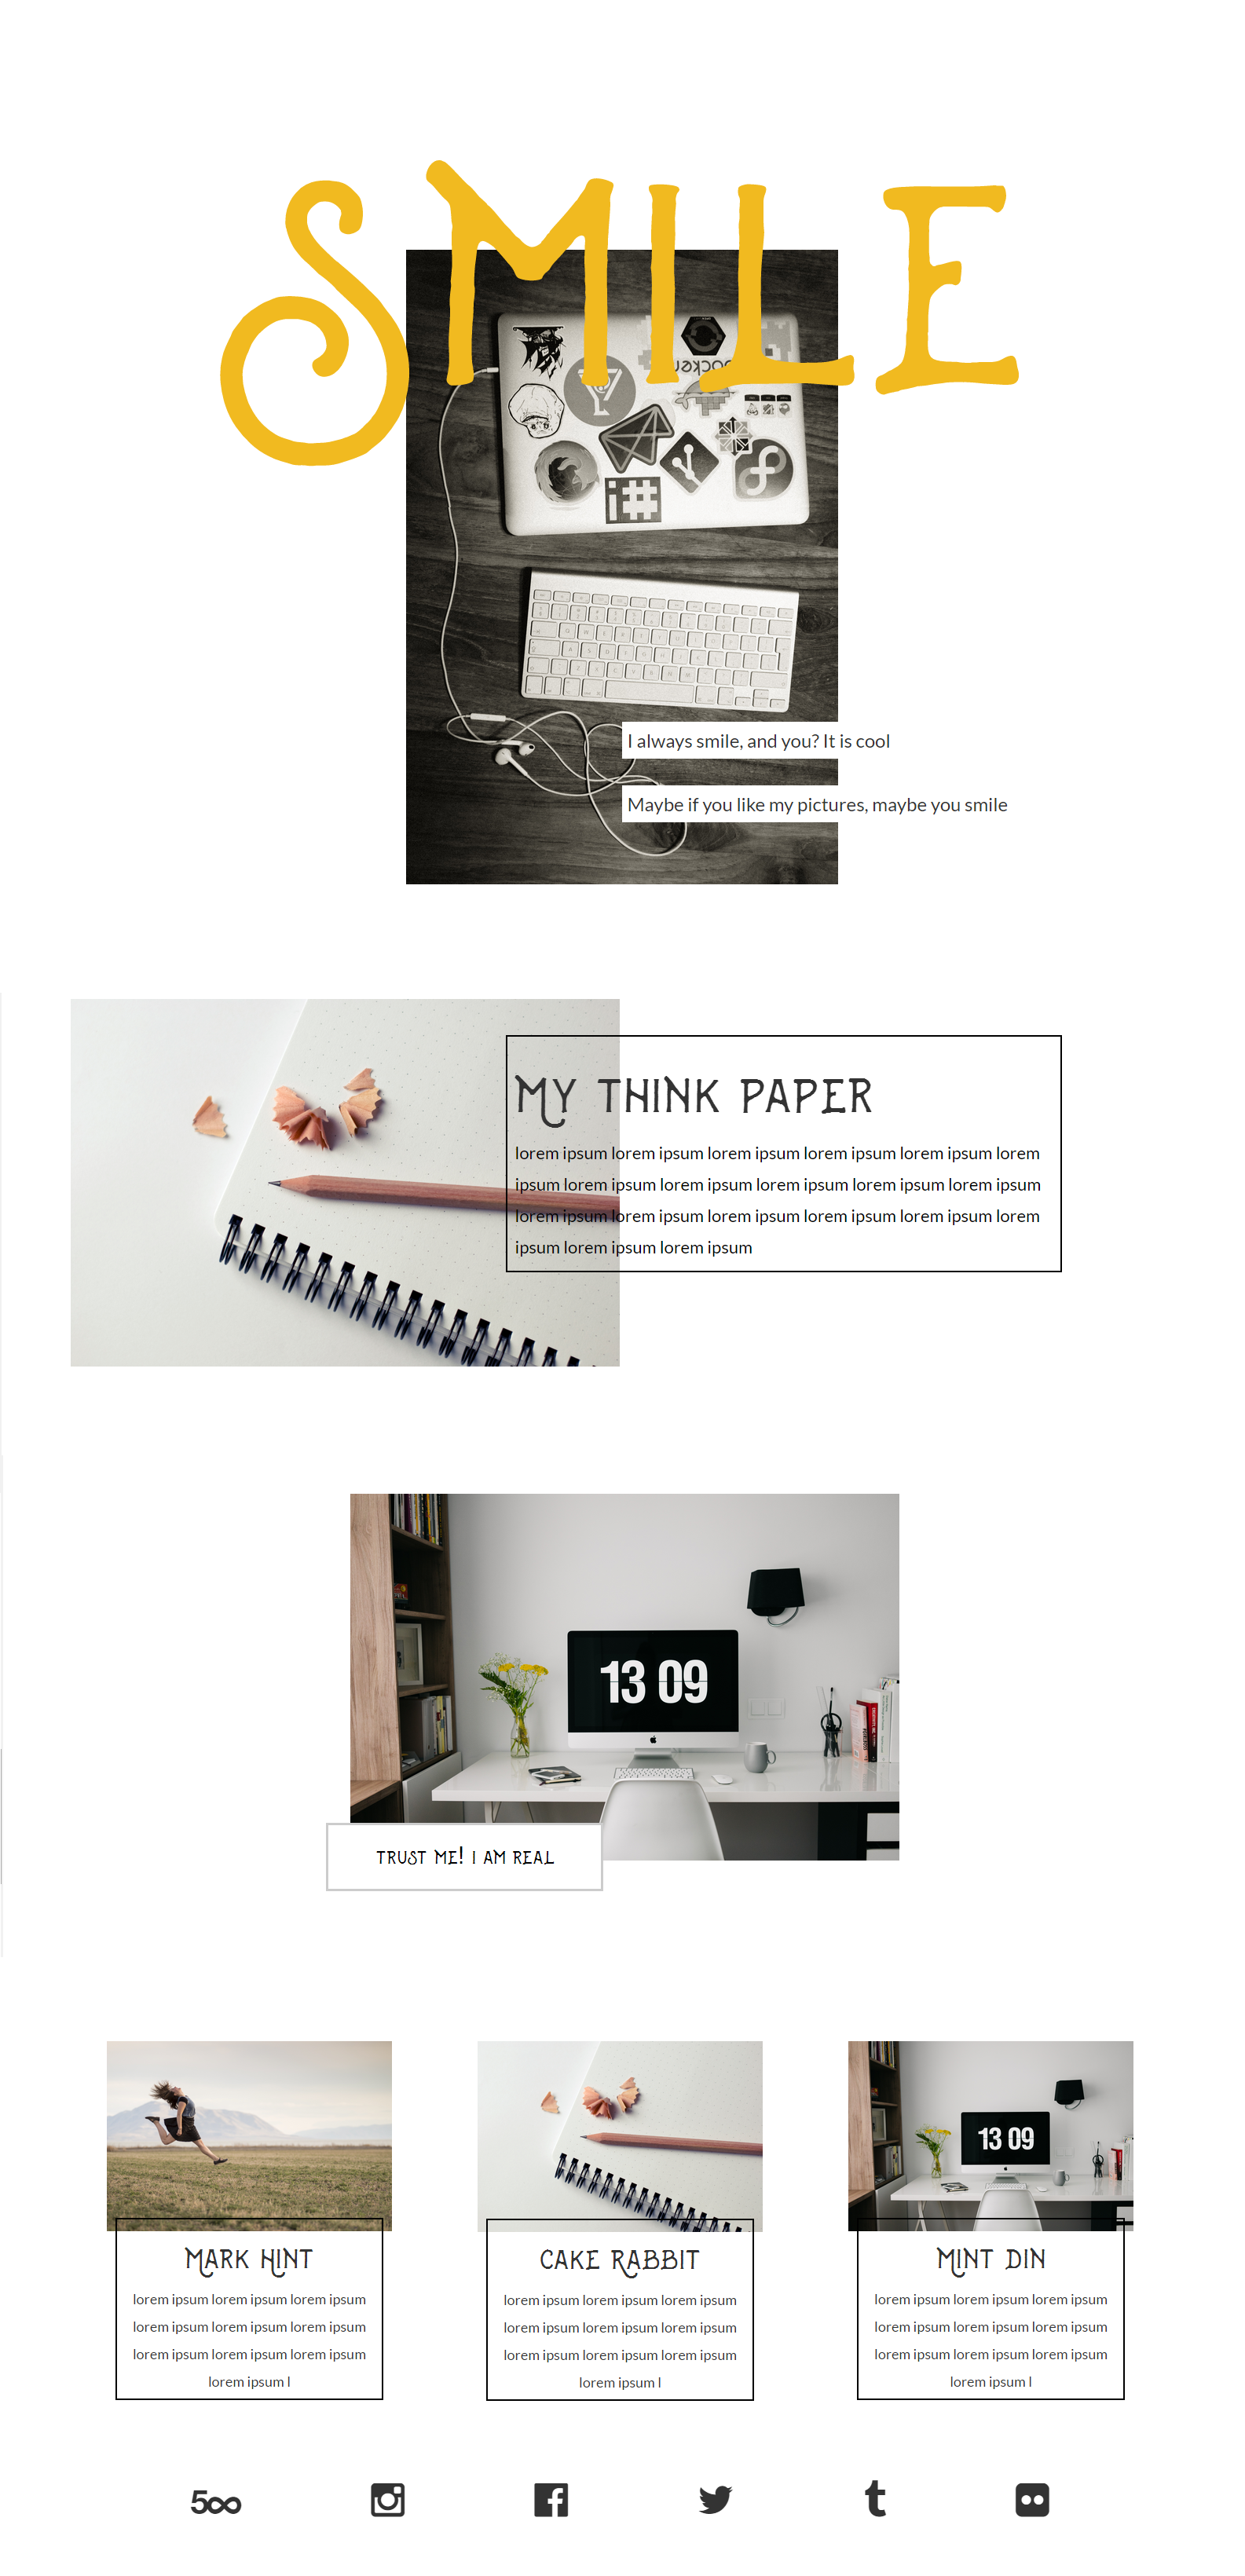 SMILE
ocker
i#
I always smile, and you? It is cool
Maybe if you like my pictures, maybe you smile
MY THINK PAPER
lorem ipsum lorem ipsum lorem ipsum lorem ipsum lorem ipsum lorem
ipsum lorem ipsum lorem ipsum lorem ipsum lorem ipsum lorem ipsum
lorem ipsum lorem ipsum lorem ipsum lorem ipsum lorem ipsum lorem
ipsum lorem ipsum lorem ipsum
13 09
TRUST ME! I AM REAL
13 09
MARK HINT
lorem ipsum lorem ipsum lorem ipsum
lorem ipsum lorem ipsum lorem ipsum
lorem ipsum lorem ipsum lorem ipsum
lorem ipsum l
CAKE RABBIT
lorem ipsum lorem ipsum lorem ipsum
lorem ipsum lorem ipsum lorem ipsum
lorem ipsum lorem ipsum lorem ipsum
lorem ipsum l
MINT DIN
lorem ipsum lorem ipsum lorem ipsum
lorem ipsum lorem ipsum lorem ipsum
lorem ipsum lorem ipsum lorem ipsum
lorem ipsum l